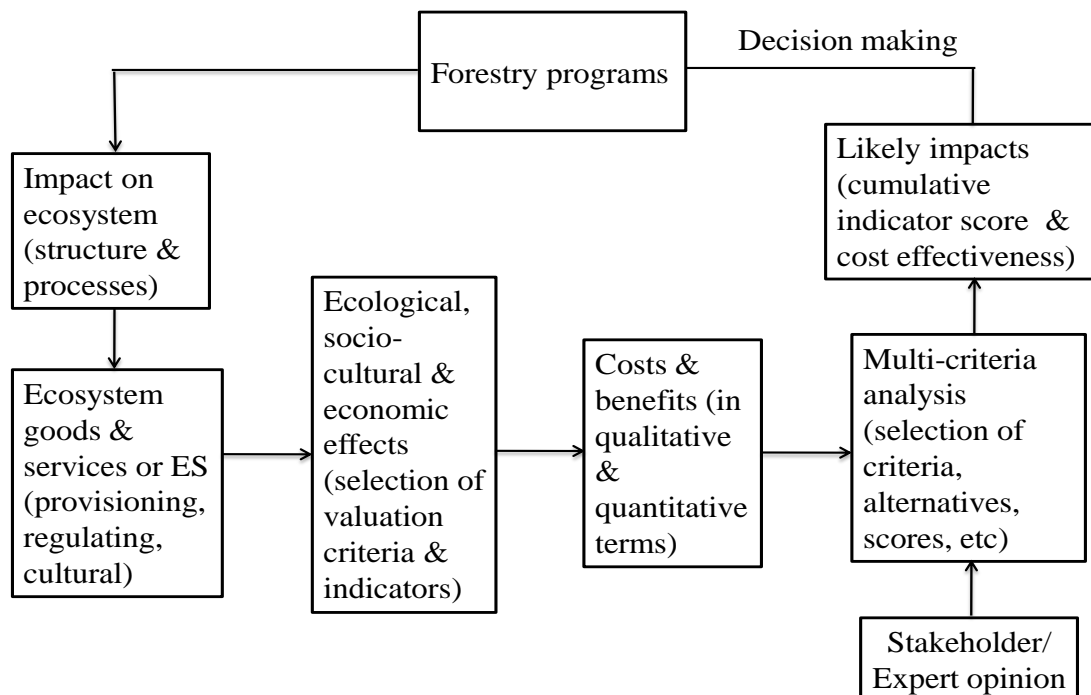 Forestry programs
Decision making
Impact on
ecosystem
(structure &
processes)
Ecosystem
goods &
services or ES
(provisioning,
regulating,
cultural)
Ecological,
socio-
cultural &
economic
effects
(selection of
valuation
criteria &
indicators)
Costs &
benefits (in
qualitative
&
quantitative
terms)
Multi-criteria
analysis
(selection of
criteria,
alternatives,
scores, etc)
Stakeholder/
Expert opinion
Likely impacts
(cumulative
indicator score &
cost effectiveness)